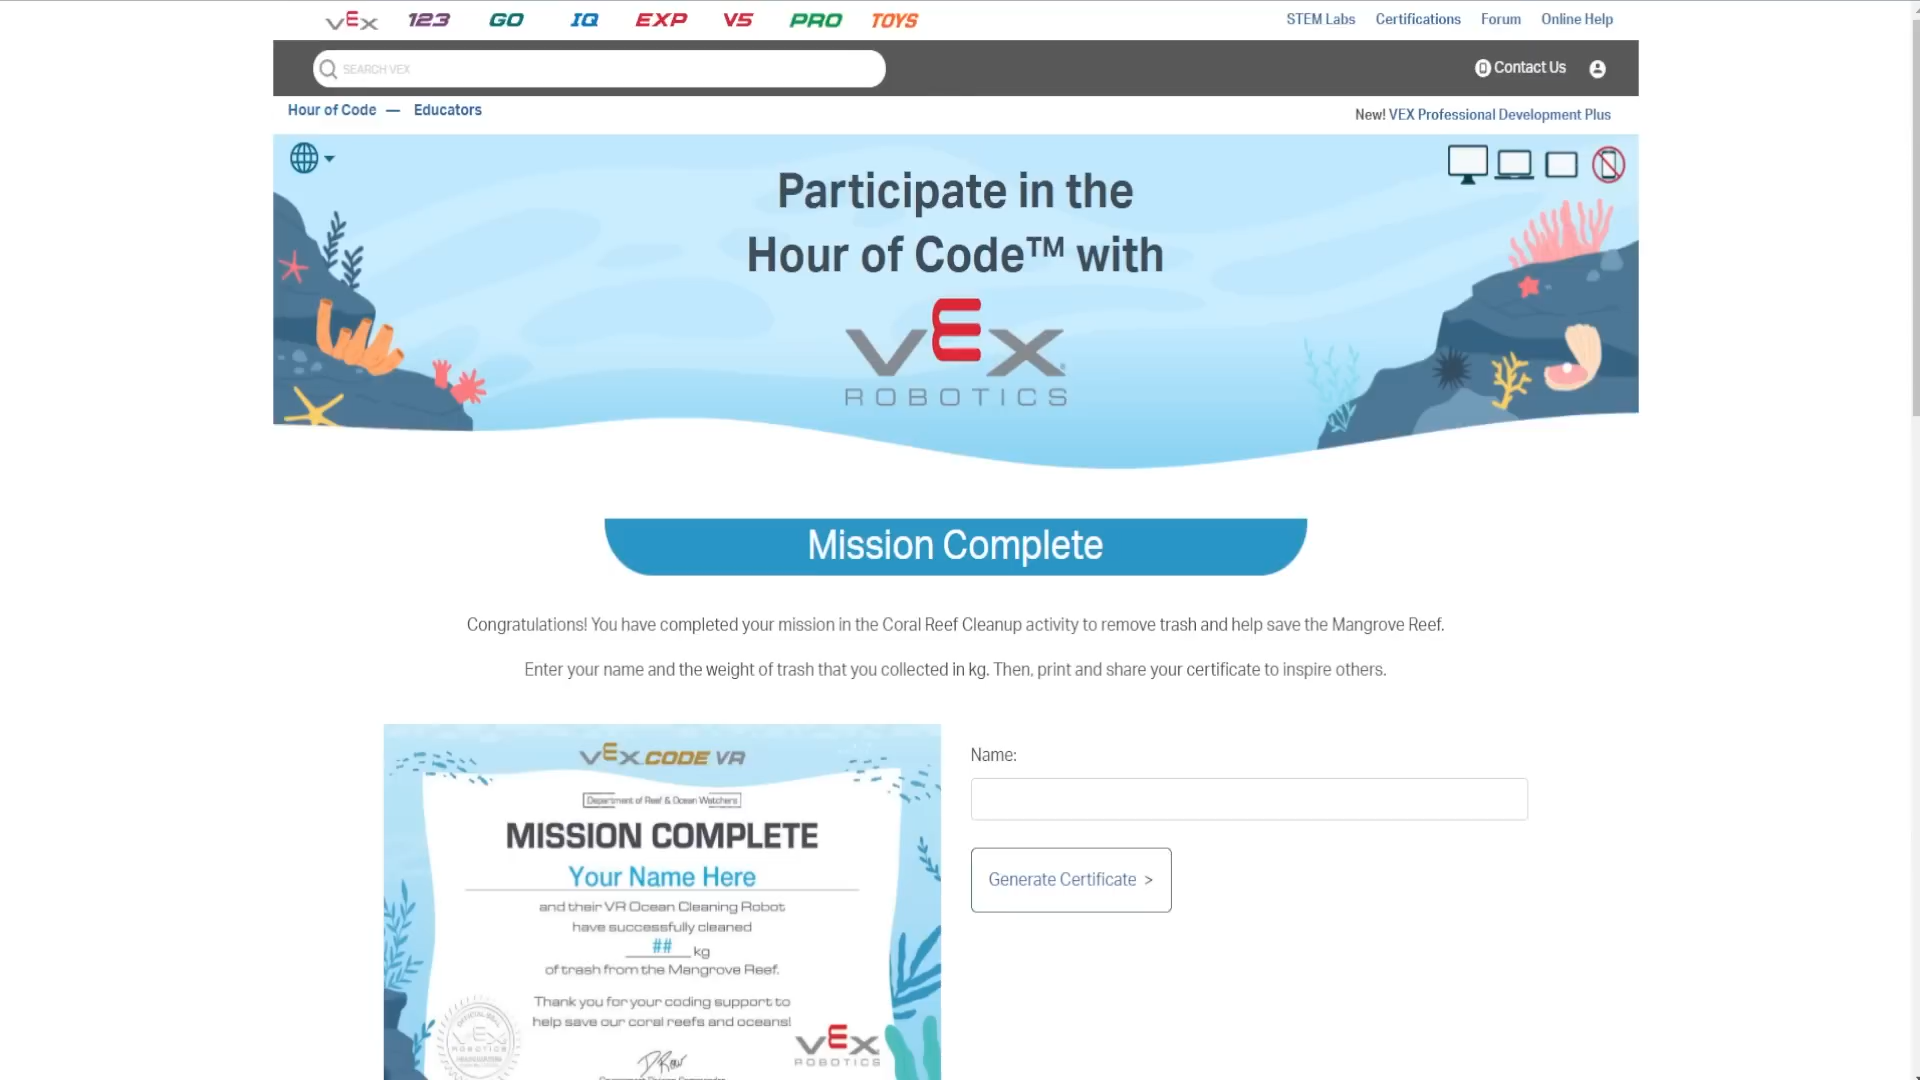 VEX 123 GO IQ EXP V5 PRO TOYS
STEM Labs Certifications Forum Online Help
SEARCH VEX
Contact Us
Hour of Code — Educators
New! VEX Professional Development Plus
Participate in the
Hour of Code™ with
VEX
ROBOTICS
Mission Complete
Congratulations! You have completed your mission in the Coral Reef Cleanup activity to remove trash and help save the Mangrove Reef.
Enter your name and the weight of trash that you collected in kg. Then, print and share your certificate to inspire others.
VEX CODE VR
Department of Reef & Ocean Watchers
MISSION COMPLETE
Your Name Here
and their VR Ocean Cleaning Robot
have successfully cleaned
## kg
of trash from the Mangrove Reef.
Thank you for your coding support to
help save our coral reefs and oceans!
VEX
ROBOTICS
VEX
ROBOTICS
Name:
Generate Certificate >